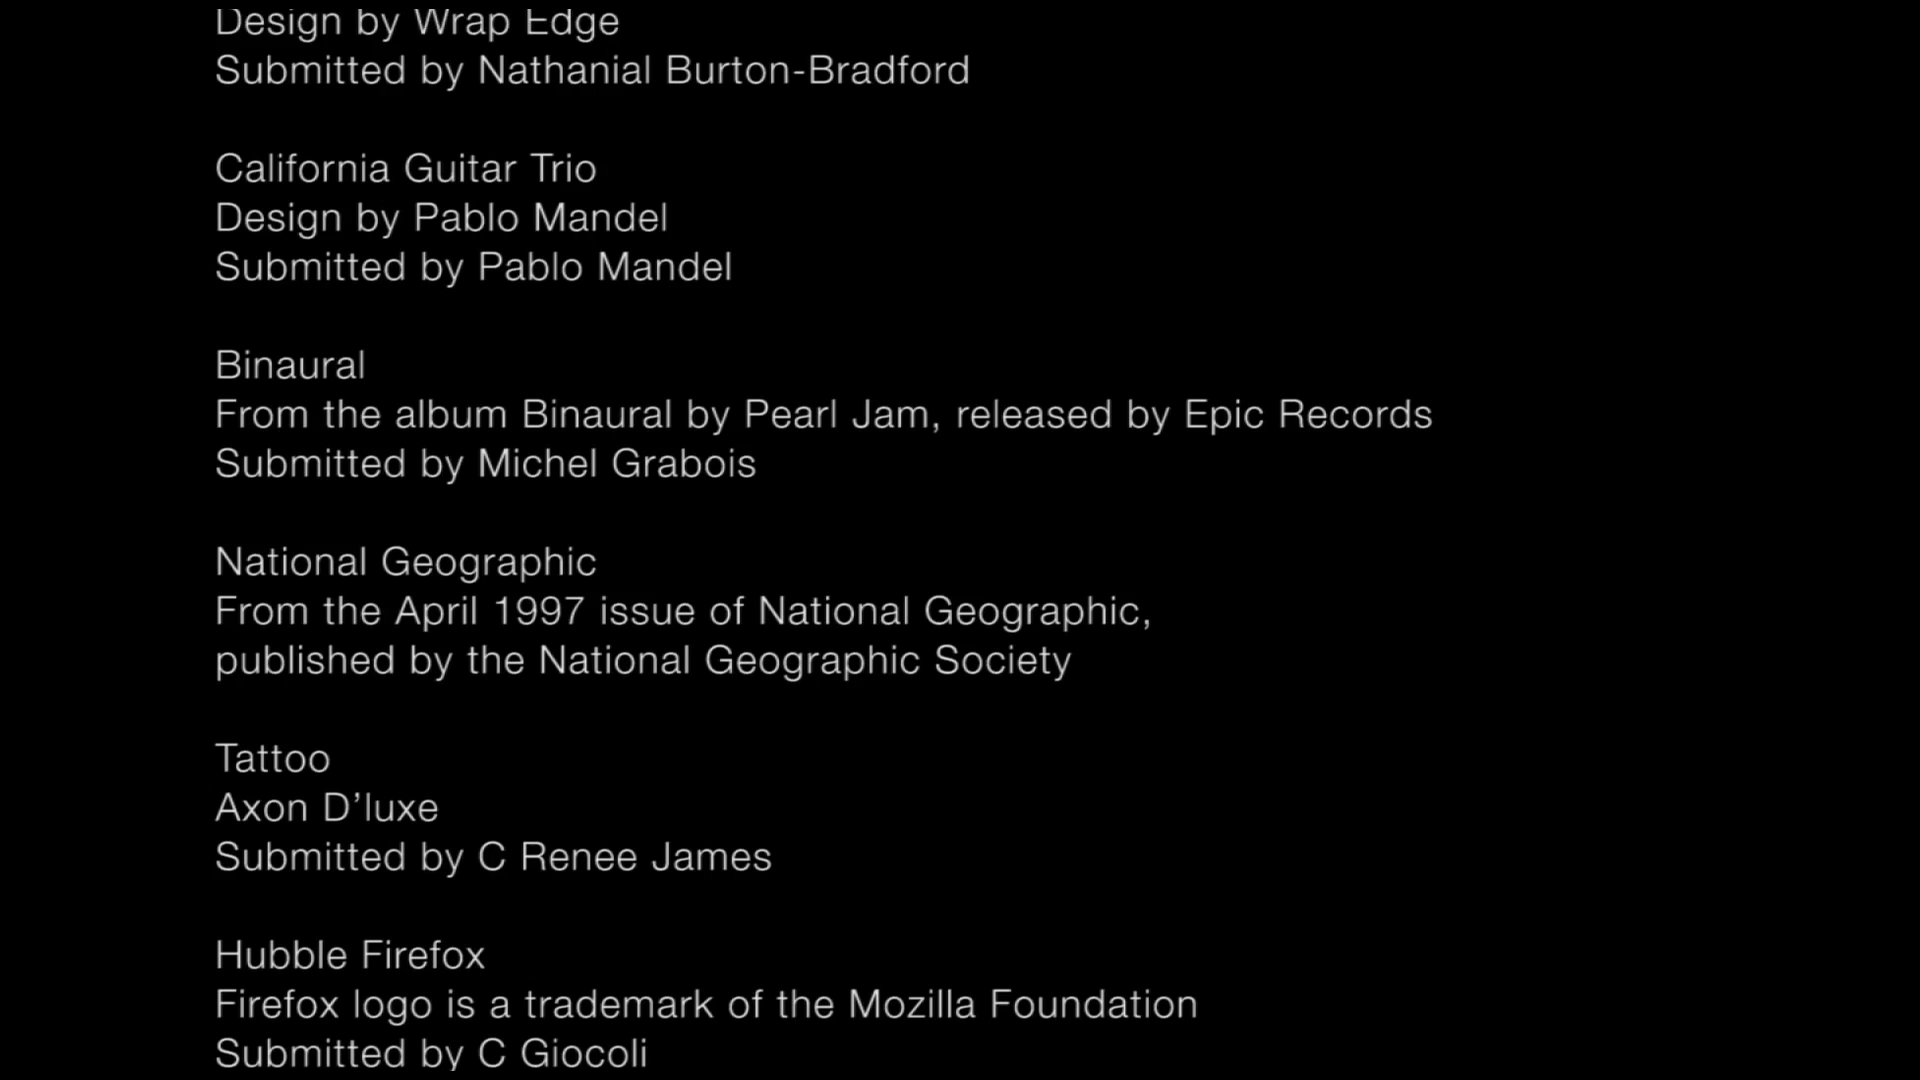 Design by Wrap Edge
Submitted by Nathanial Burton-Bradford
California Guitar Trio
Design by Pablo Mandel
Submitted by Pablo Mandel
Binaural
From the album Binaural by Pearl Jam, released by Epic Records
Submitted by Michel Grabois
National Geographic
From the April 1997 issue of National Geographic,
published by the National Geographic Society
Tattoo
Axon D’luxe
Submitted by C Renee James
Hubble Firefox
Firefox logo is a trademark of the Mozilla Foundation
Submitted by C Giocoli